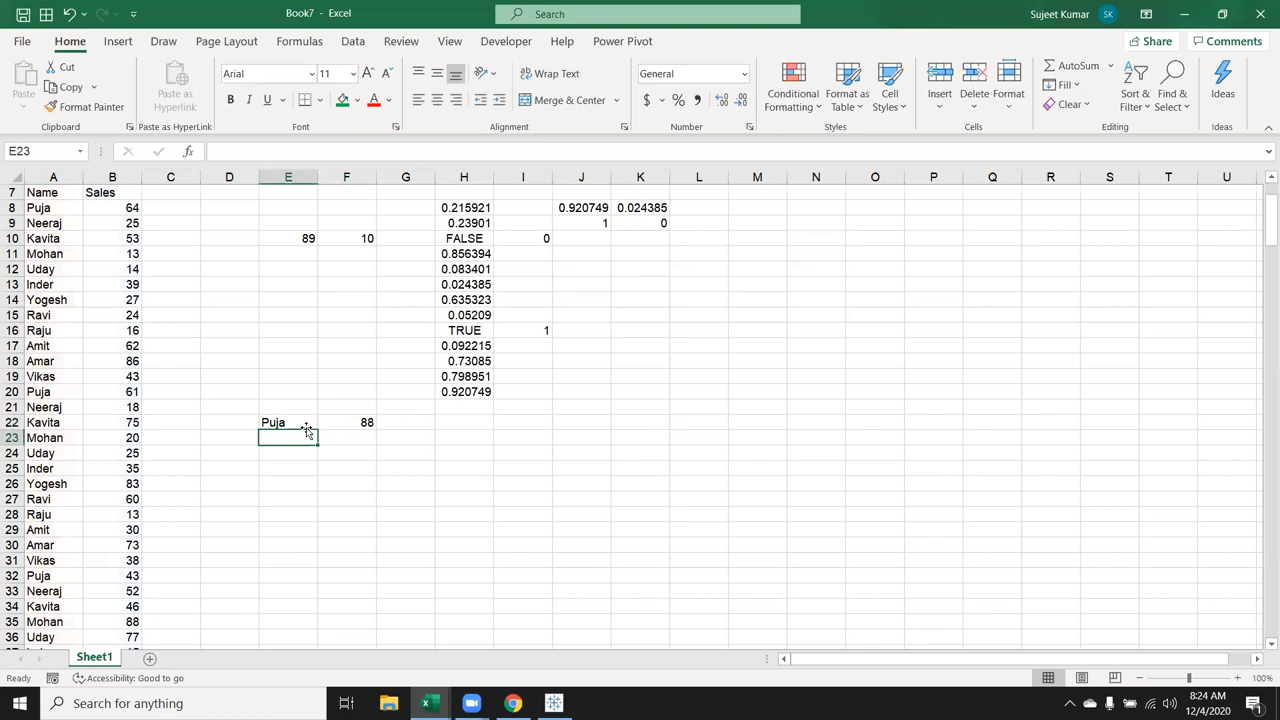 Book7 - Excel
Search
Sujeet Kumar
SK
File Home Insert Draw Page Layout Formulas Data Review View Developer Help Power Pivot
Share Comments
Paste
Cut
Copy
Format Painter
Clipboard
Paste as Hyperlink
Paste as HyperLink
Arial 11
B I U
Font
Wrap Text
Merge & Center
Alignment
General
$ % 9
Number
Conditional Formatting
Format as Table
Cell Styles
Styles
Insert Delete Format
Cells
AutoSum
Fill
Clear
Sort & Filter
Find & Select
Editing
Ideas
Ideas
E23 fx
A B C D E F G H I J K L M N O P Q R S T U
7 Name Sales
8 Puja 64 0.215921 0.920749 0.024385
9 Neeraj 25 0.23901 1 0
10 Kavita 53 89 10 FALSE 0
11 Mohan 13 0.856394
12 Uday 14 0.083401
13 Inder 39 0.024385
14 Yogesh 27 0.635323
15 Ravi 24 0.05209
16 Raju 16 TRUE 1
17 Amit 62 0.092215
18 Amar 86 0.73085
19 Vikas 43 0.798951
20 Puja 61 0.920749
21 Neeraj 18
22 Kavita 75 Puja 88
23 Mohan 20
24 Uday 25
25 Inder 35
26 Yogesh 83
27 Ravi 60
28 Raju 13
29 Amit 30
30 Amar 73
31 Vikas 38
32 Puja 43
33 Neeraj 52
34 Kavita 46
35 Mohan 88
36 Uday 77
Sheet1
Ready Accessibility: Good to go 100%
Search for anything
8:24 AM
12/4/2020